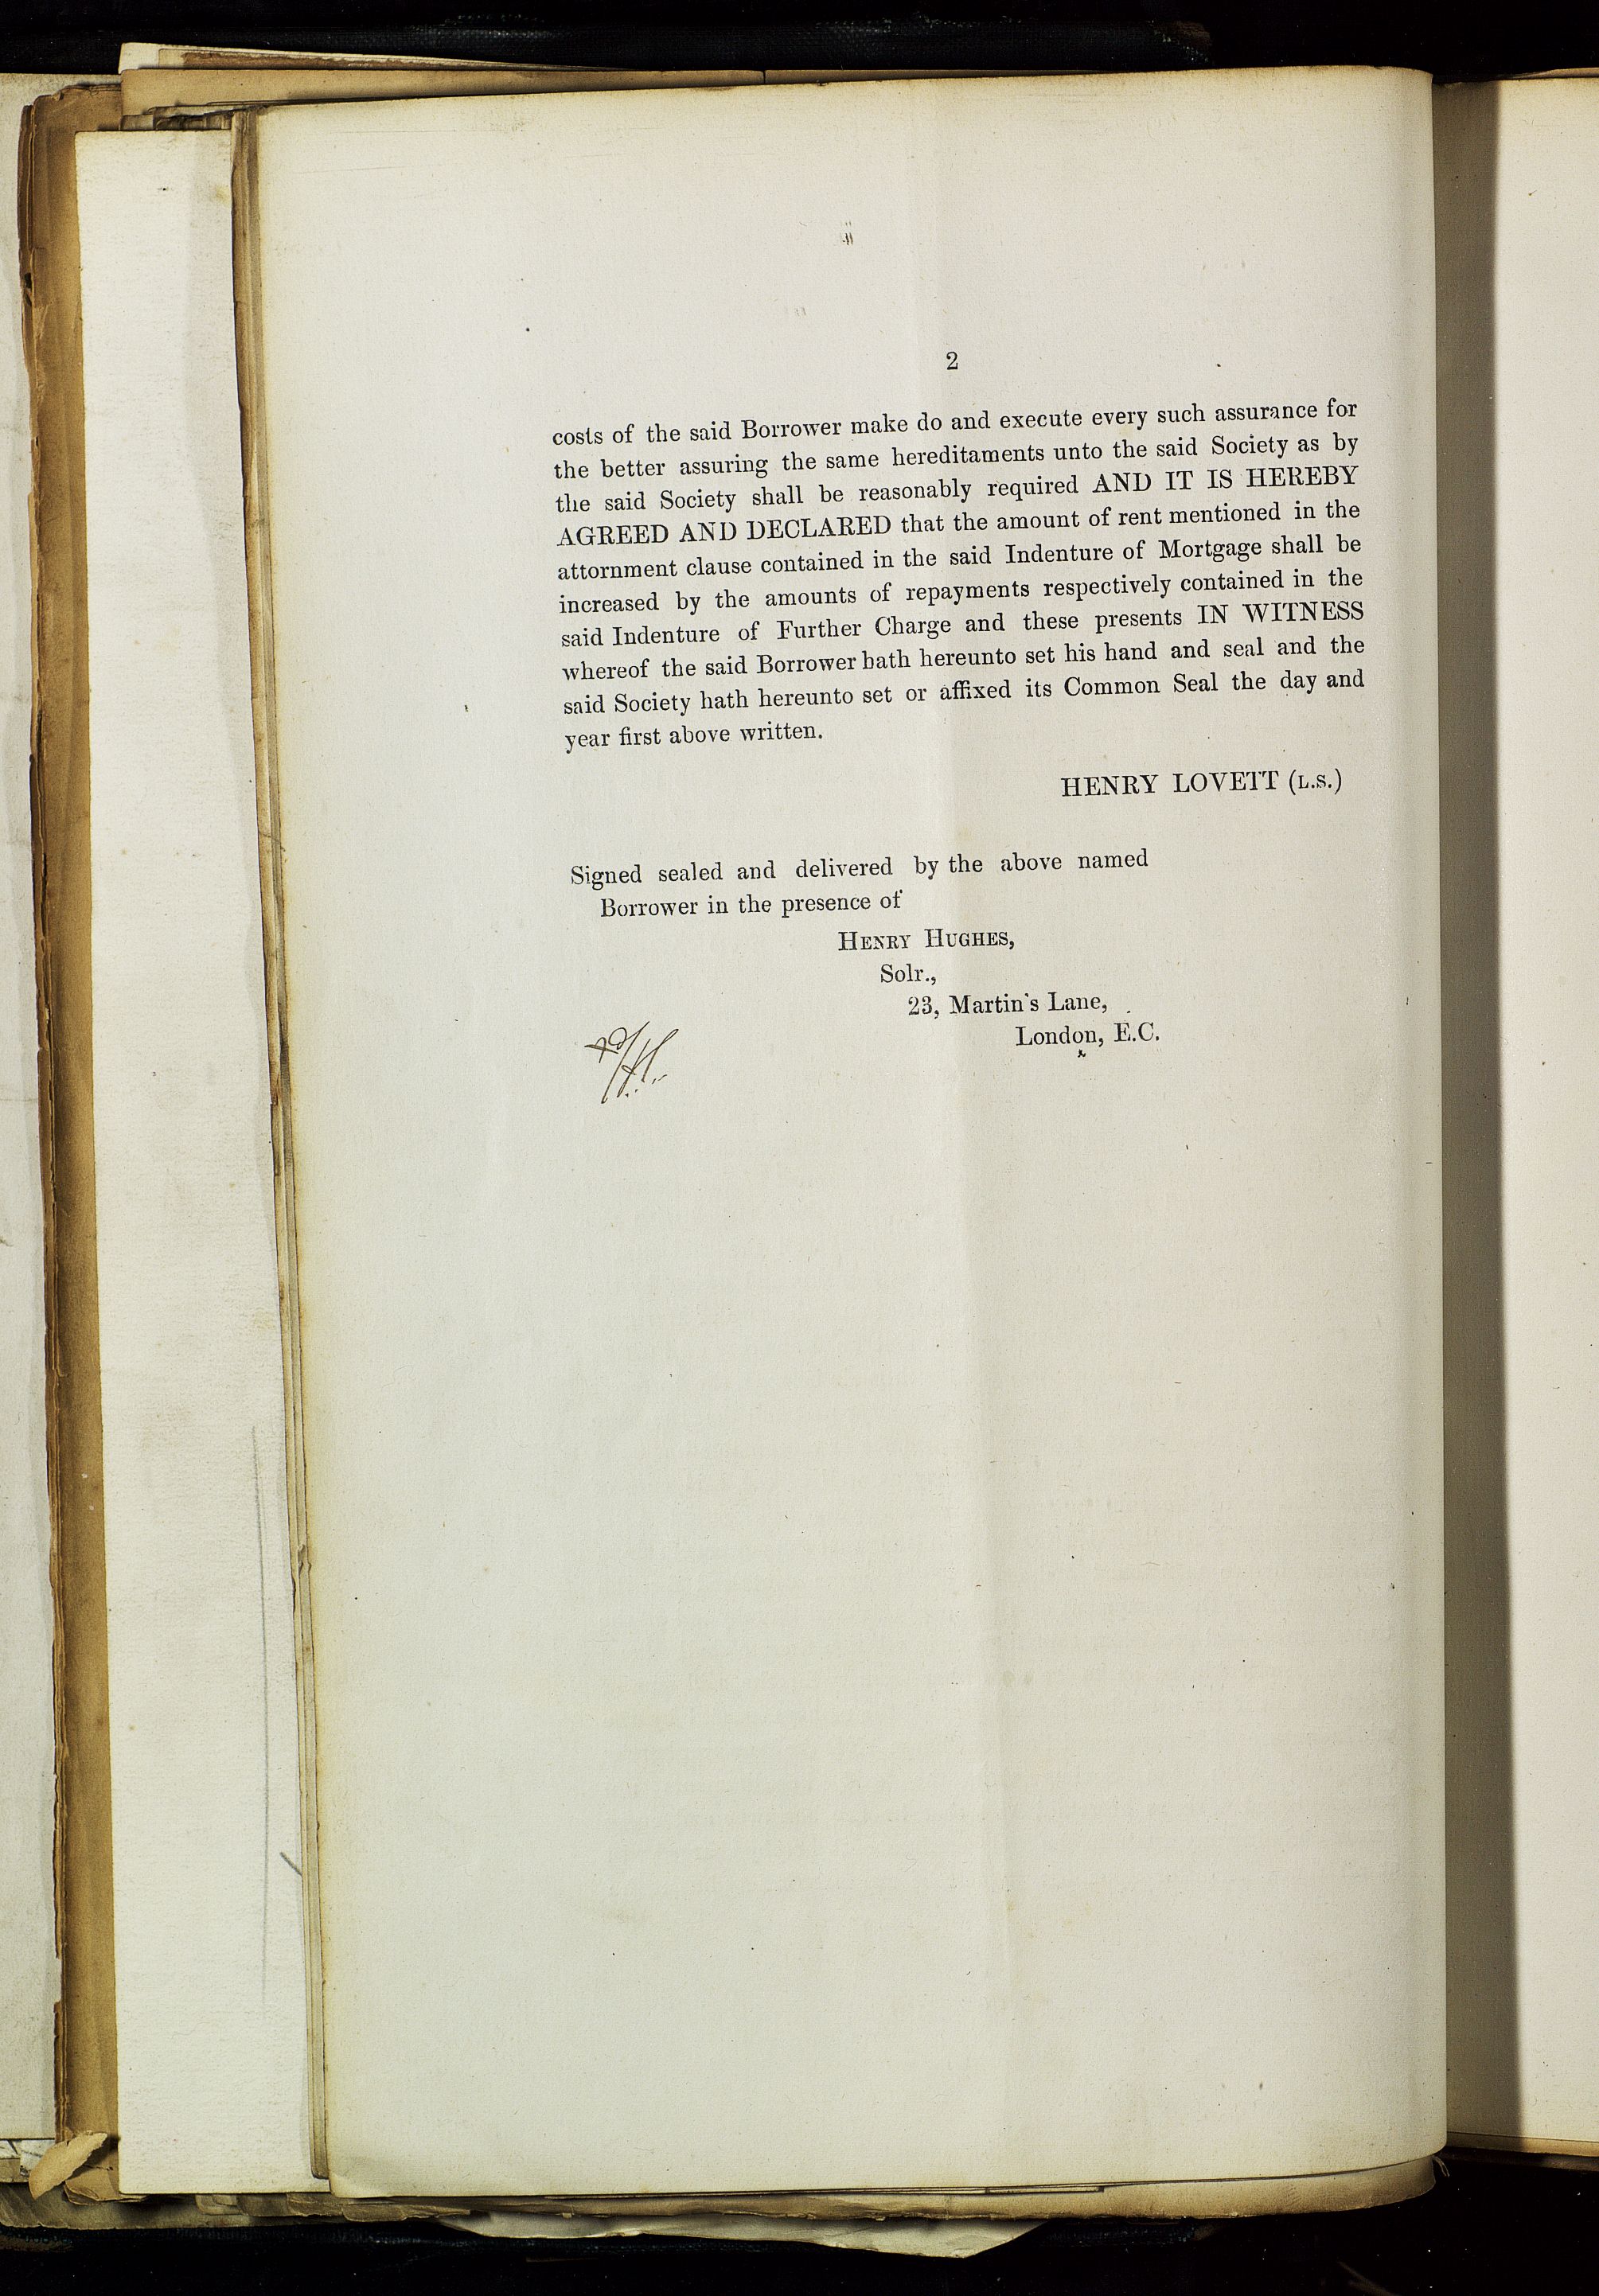 2
costs of the said Borrower make do and execute every such assurance for
the better assuring the same hereditaments unto the said Society as by
the said Society shall be reasonably required AND IT IS HEREBY
AGREED AND DECLARED that the amount of rent mentioned in the
attornment clause contained in the said Indenture of Mortgage shall be
increased by the amounts of repayments respectively contained in the
said Indenture of Further Charge and these presents IN WITNESS
whereof the said Borrower hath hereunto set his hand and seal and the
said Society hath hereunto set or affixed its Common Seal the day and
year first above written.
HENRY LOVETT (L.S.)
Signed sealed and delivered by the above named
Borrower in the presence of
HENRY HUGHES,
Solr.,
23, Martin's Lane,
London, E.C.